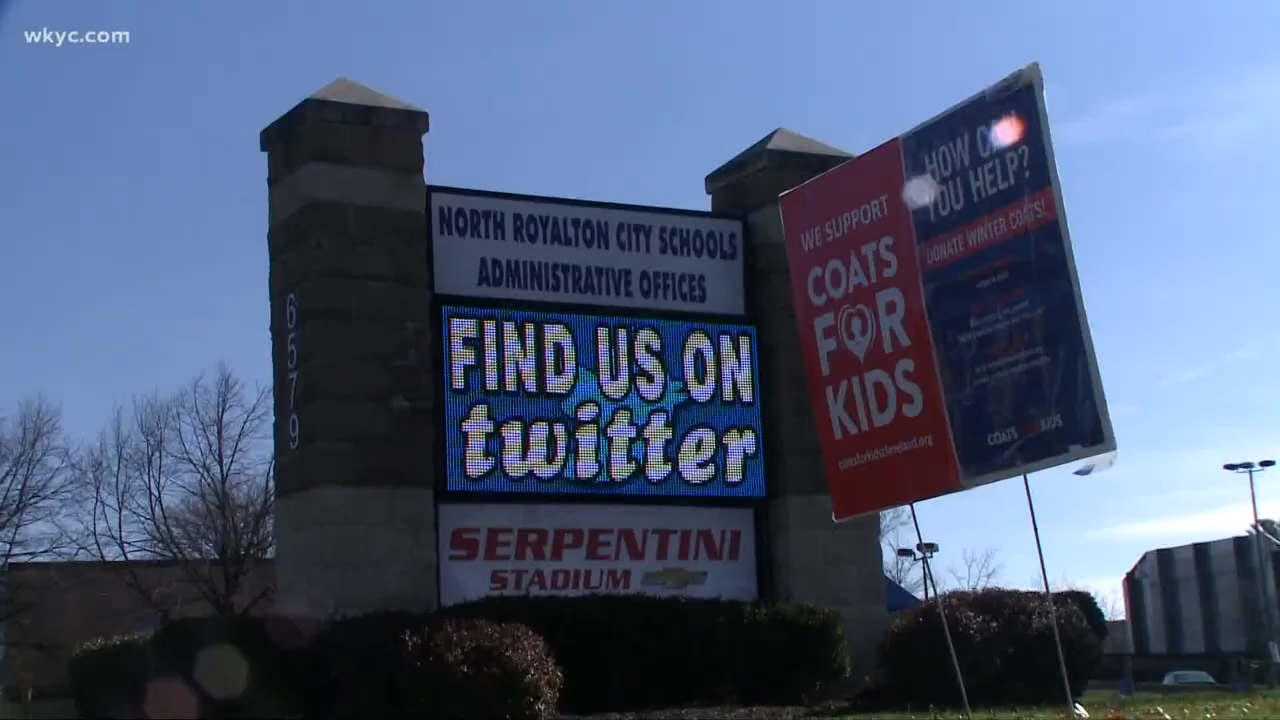 wkyc.com
NORTH ROYALTON CITY SCHOOLS
ADMINISTRATIVE OFFICES
6579
FIND US ON
twitter
SERPENTINI
STADIUM
WE SUPPORT
COATS
FOR
KIDS
coatsforkidscleveland.org
HOW CAN
YOU HELP?
DONATE WINTER COATS!
COATS FOR KIDS